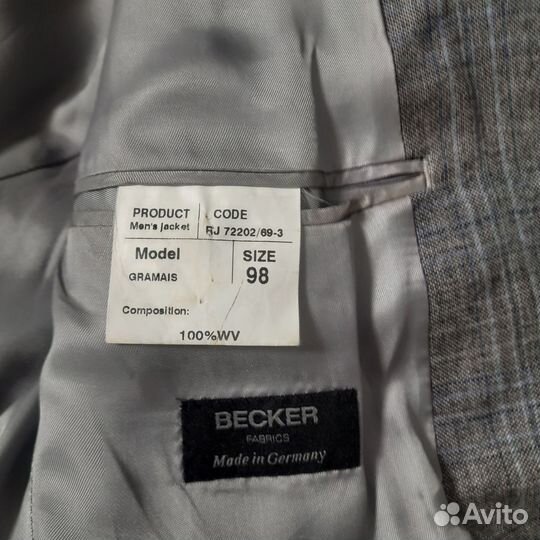 PRODUCT CODE
Men's jacket RJ 72202/69-3
Model SIZE
GRAMAIS 98
Composition:
100%WV
BECKER
FABRICS
Made in Germany
Avito